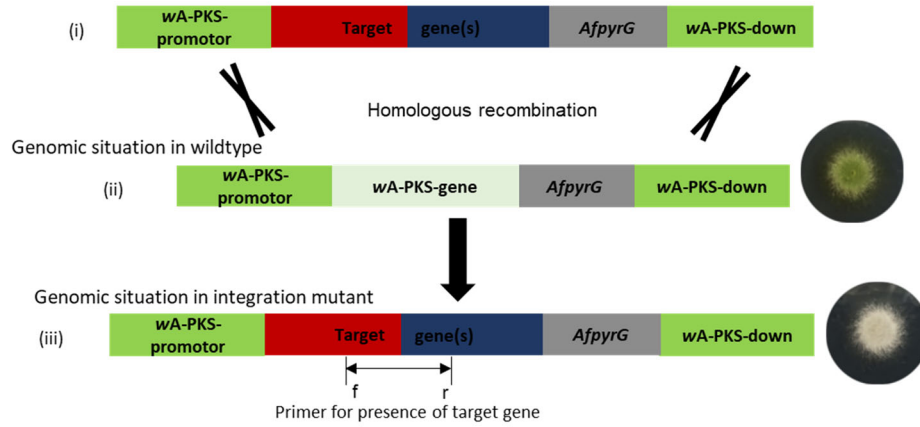 wA-PKS-
promotor
Target
gene(s)
AfpyrG
wA-PKS-down
(i)
Homologous recombination
Genomic situation in wildtype
(ii)
wA-PKS-
promotor
wA-PKS-gene
AfpyrG
wA-PKS-down
Genomic situation in integration mutant
(iii)
wA-PKS-
promotor
Target
gene(s)
AfpyrG
wA-PKS-down
f
r
Primer for presence of target gene